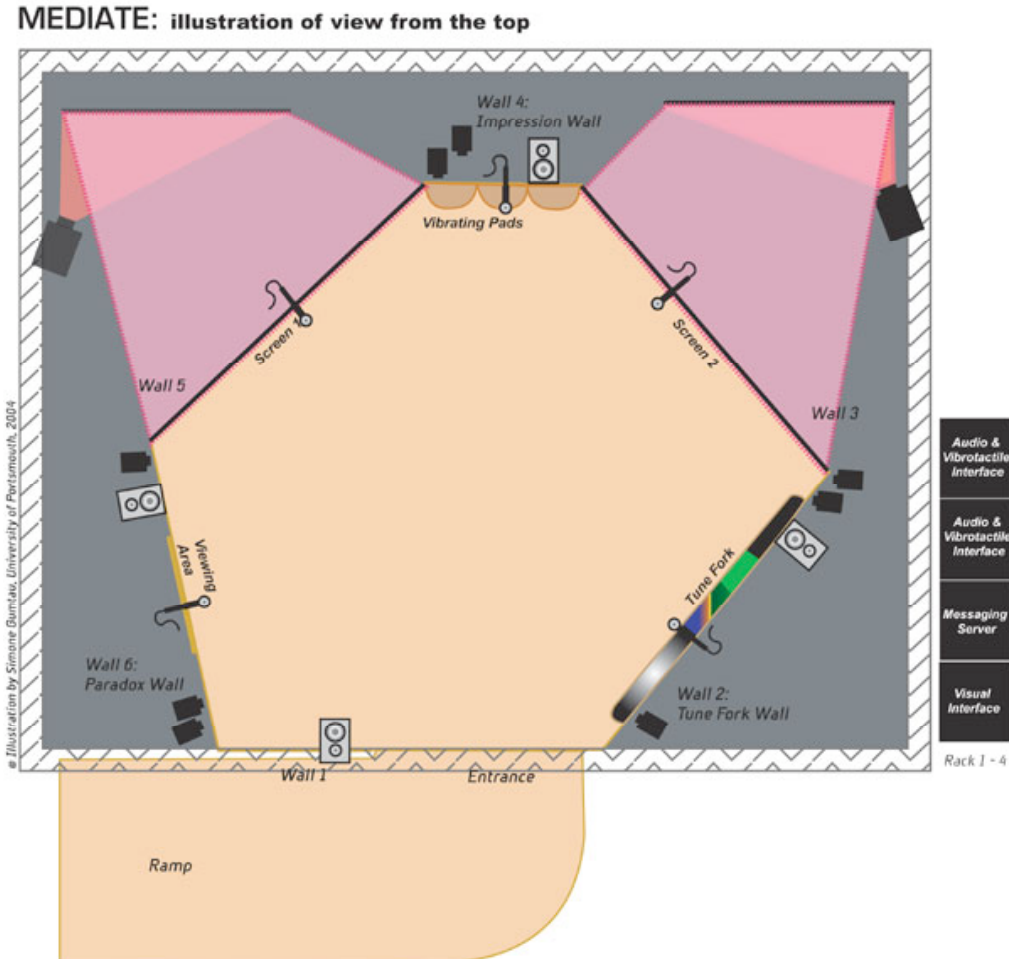 MEDIATE: illustration of view from the top
Wall 4:
Impression Wall
Vibrating Pads
Screen 1
Screen 2
Wall 5
Wall 3
Viewing
Area
Tune Fork
Wall 6:
Paradox Wall
Wall 2:
Tune Fork Wall
Wall 1
Entrance
Ramp
Audio &
Vibrotactile
Interface
Audio &
Vibrotactile
Interface
Messaging
Server
Visual
Interface
Rack 1 - 4
© Illustration by Simone Gumtau, University of Portsmouth, 2004